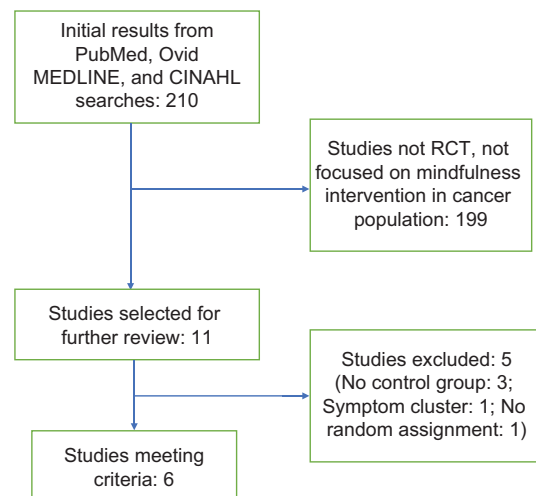 Initial results from
PubMed, Ovid
MEDLINE, and CINAHL
searches: 210
Studies not RCT, not
focused on mindfulness
intervention in cancer
population: 199
Studies selected for
further review: 11
Studies excluded: 5
(No control group: 3;
Symptom cluster: 1; No
random assignment: 1)
Studies meeting
criteria: 6